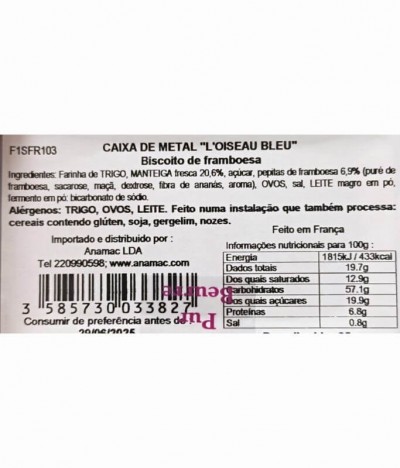 F1SFR103
CAIXA DE METAL "L'OISEAU BLEU"
Biscoito de framboesa
Ingredientes: Farinha de TRIGO, MANTEIGA fresca 20,6%, açúcar, pepitas de framboesa 6,9% (puré de
framboesa, sacarose, maçã, dextrose, fibra de ananás, aroma), OVOS, sal, LEITE magro em pó,
fermento em pó: bicarbonato de sódio.
Alérgenos: TRIGO, OVOS, LEITE. Feito numa instalação que também processa:
cereais contendo glúten, soja, gergelim, nozes.
Importado e distribuido por :
Anamac LDA
Tel 220990598; www.anamac.com
3 585730 033827
Consumir de preferência antes de :
29/06/2025
Pur
Beurre
Feito em França
Informações nutricionais para 100g :
Energia 1815kJ / 433kcal
Dados totais 19.7g
Dos quais saturados 12.9g
Carbohidratos 57.1g
Dos quais açúcares 19.9g
Proteínas 6.8g
Sal 0.8g